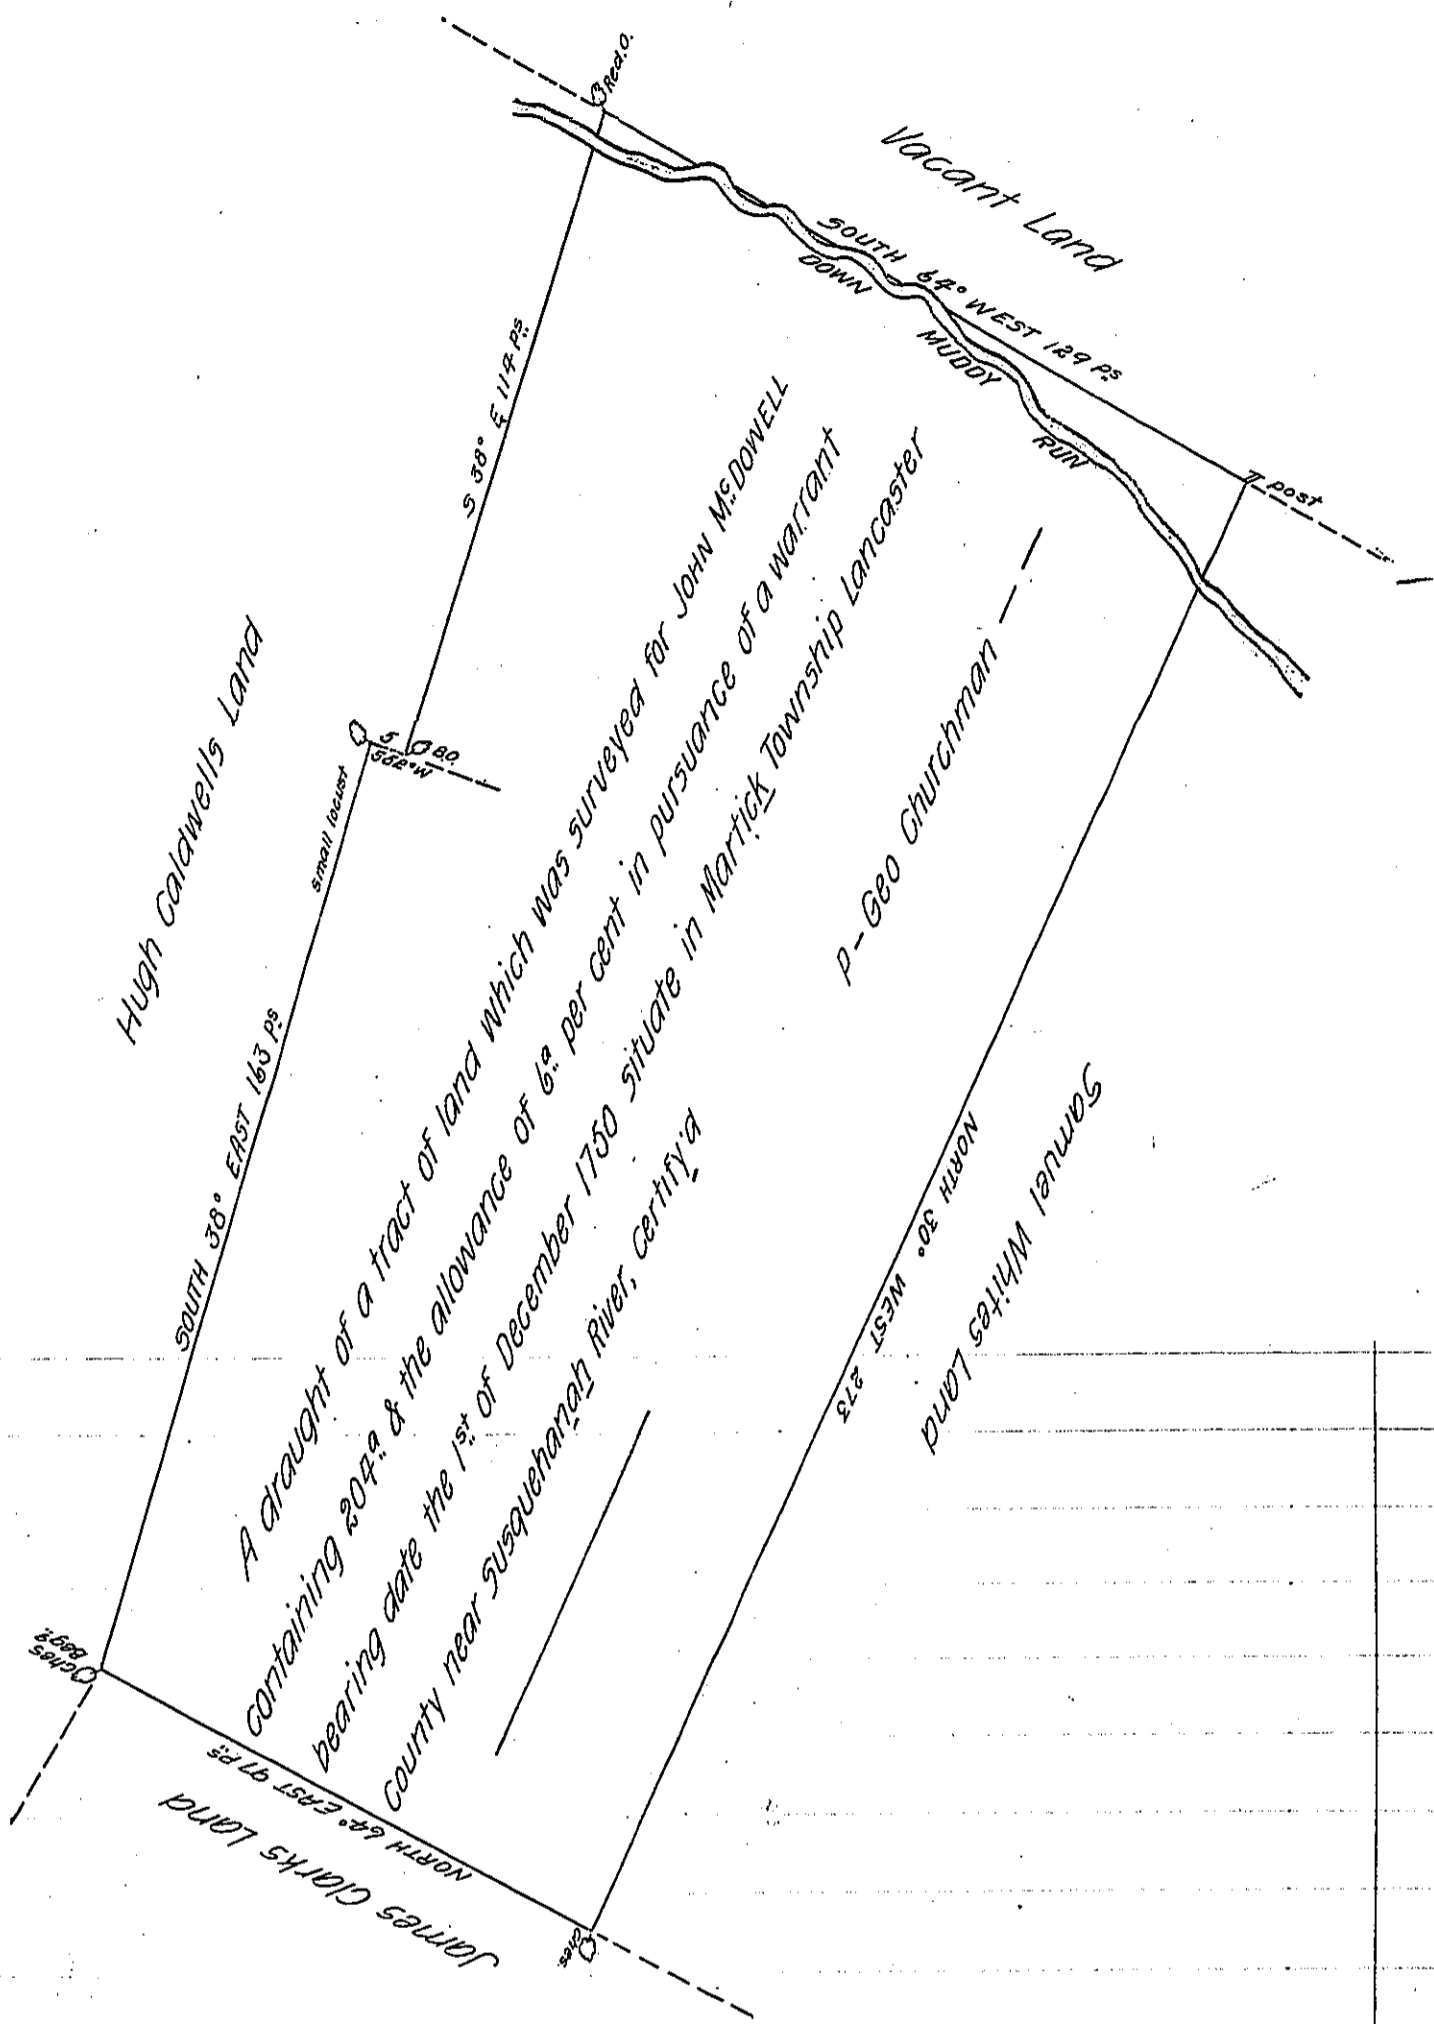 Red.O.
Vacant Land
SOUTH 64° WEST 129 Ps
DOWN
MUDDY
RUN
post
S 38° E 114 Ps
Hugh Caldwells Land
small locust
5
S52°W
B.O.
SOUTH 38° EAST 163 Ps
A draught of a tract of land which was surveyed for JOHN McDOWELL
containing 204a & the allowance of 6a per cent in pursuance of a warrant
bearing date the 1st of December 1750 situate in Martick Township Lancaster
County near Susquehanah River, certify'd
P - Geo Churchman
NORTH 30° WEST 273
Samuel Whites Land
Ches
NORTH 64° EAST 97 Ps
James Clarks Land
Ches.